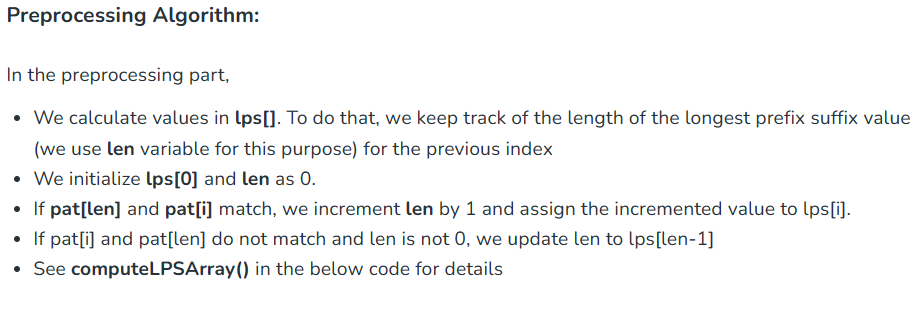 Preprocessing Algorithm:
In the preprocessing part,
• We calculate values in lps[]. To do that, we keep track of the length of the longest prefix suffix value
(we use len variable for this purpose) for the previous index
• We initialize lps[0] and len as 0.
• If pat[len] and pat[i] match, we increment len by 1 and assign the incremented value to lps[i].
• If pat[i] and pat[len] do not match and len is not 0, we update len to lps[len-1]
• See computeLPSArray() in the below code for details